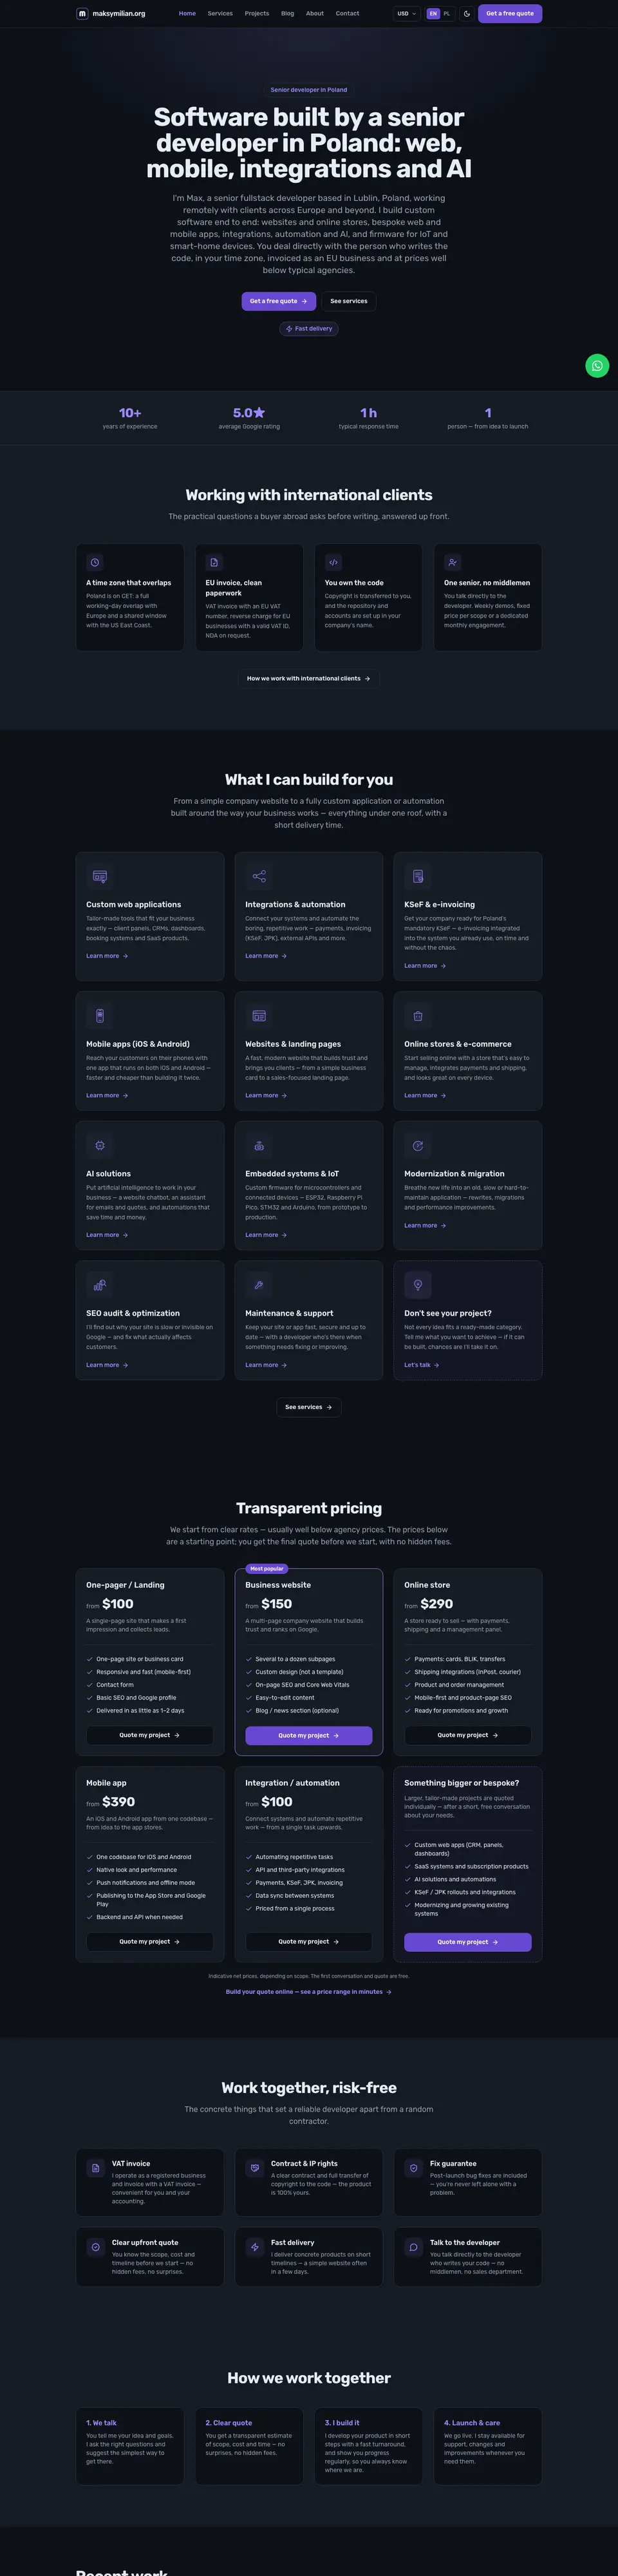 maksymilian.org
Home Services Projects Blog About Contact
USD
EN PL
Get a free quote
Senior developer in Poland
Software built by a senior
developer in Poland: web,
mobile, integrations and AI
I'm Max, a senior fullstack developer based in Lublin, Poland, working
remotely with clients across Europe and beyond. I build custom
software end to end: websites and online stores, bespoke web and
mobile apps, integrations, automation and AI, and firmware for IoT and
smart-home devices. You deal directly with the person who writes the
code, in your time zone, invoiced as an EU business and at prices well
below typical agencies.
Get a free quote
See services
Fast delivery
10+
years of experience
5.0★
average Google rating
1 h
typical response time
1
person — from idea to launch
Working with international clients
The practical questions a buyer abroad asks before writing, answered up front.
A time zone that overlaps
Poland is on CET: a full
working-day overlap with
Europe and a shared window
with the US East Coast.
EU invoice, clean
paperwork
VAT invoice with an EU VAT
number, reverse charge for EU
businesses with a valid VAT ID,
NDA on request.
You own the code
Copyright is transferred to you,
and the repository and
accounts are set up in your
company's name.
One senior, no middlemen
You talk directly to the
developer. Weekly demos, fixed
price per scope or a dedicated
monthly engagement.
How we work with international clients
What I can build for you
From a simple company website to a fully custom application or automation
built around the way your business works — everything under one roof, with a
short delivery time.
Custom web applications
Tailor-made tools that fit your business
exactly — client panels, CRMs, dashboards,
booking systems and SaaS products.
Learn more
Integrations & automation
Connect your systems and automate the
boring, repetitive work — payments, invoicing
(KSeF, JPK), external APIs and more.
Learn more
KSeF & e-invoicing
Get your company ready for Poland's
mandatory KSeF — e-invoicing integrated
into the system you already use, on time and
without the chaos.
Learn more
Mobile apps (iOS & Android)
Reach your customers on their phones with
one app that runs on both iOS and Android —
faster and cheaper than building it twice.
Learn more
Websites & landing pages
A fast, modern website that builds trust and
brings you clients — from a simple business
card to a sales-focused landing page.
Learn more
Online stores & e-commerce
Start selling online with a store that's easy to
manage, integrates payments and shipping,
and looks great on every device.
Learn more
AI solutions
Put artificial intelligence to work in your
business — a website chatbot, an assistant
for emails and quotes, and automations that
save time and money.
Learn more
Embedded systems & IoT
Custom firmware for microcontrollers and
connected devices — ESP32, Raspberry Pi
Pico, STM32 and Arduino, from prototype to
production.
Learn more
Modernization & migration
Breathe new life into an old, slow or hard-to-
maintain application — rewrites, migrations
and performance improvements.
Learn more
SEO audit & optimization
I'll find out why your site is slow or invisible on
Google — and fix what actually affects
customers.
Learn more
Maintenance & support
Keep your site or app fast, secure and up to
date — with a developer who's there when
something needs fixing or improving.
Learn more
Don't see your project?
Not every idea fits a ready-made category.
Tell me what you want to achieve — if it can
be built, chances are I'll take it on.
Let's talk
See services
Transparent pricing
We start from clear rates — usually well below agency prices. The prices below
are a starting point; you get the final quote before we start, with no hidden fees.
One-pager / Landing
from $100
A single-page site that makes a first
impression and collects leads.
One-page site or business card
Responsive and fast (mobile-first)
Contact form
Basic SEO and Google profile
Delivered in as little as 1–2 days
Quote my project
Most popular
Business website
from $150
A multi-page company website that builds
trust and ranks on Google.
Several to a dozen subpages
Custom design (not a template)
On-page SEO and Core Web Vitals
Easy-to-edit content
Blog / news section (optional)
Quote my project
Online store
from $290
A store ready to sell — with payments,
shipping and a management panel.
Payments: cards, BLIK, transfers
Shipping integrations (InPost, courier)
Product and order management
Mobile-first and product-page SEO
Ready for promotions and growth
Quote my project
Mobile app
from $390
An iOS and Android app from one codebase —
from idea to the app stores.
One codebase for iOS and Android
Native look and performance
Push notifications and offline mode
Publishing to the App Store and Google
Play
Backend and API when needed
Quote my project
Integration / automation
from $100
Connect systems and automate repetitive
work — from a single task upwards.
Automating repetitive tasks
API and third-party integrations
Payments, KSeF, JPK, invoicing
Data sync between systems
Priced from a single process
Quote my project
Something bigger or bespoke?
Larger, tailor-made projects are quoted
individually — after a short, free conversation
about your needs.
Custom web apps (CRM, panels,
dashboards)
SaaS systems and subscription products
AI solutions and automations
KSeF / JPK rollouts and integrations
Modernizing and growing existing
systems
Quote my project
Indicative net prices, depending on scope. The first conversation and quote are free.
Build your quote online — see a price range in minutes
Work together, risk-free
The concrete things that set a reliable developer apart from a random
contractor.
VAT invoice
I operate as a registered business
and invoice with a VAT invoice —
convenient for you and your
accounting.
Contract & IP rights
A clear contract and full transfer of
copyright to the code — the product
is 100% yours.
Fix guarantee
Post-launch bug fixes are included
— you're never left alone with a
problem.
Clear upfront quote
You know the scope, cost and
timeline before we start — no
hidden fees, no surprises.
Fast delivery
I deliver concrete products on short
timelines — a simple website often
in a few days.
Talk to the developer
You talk directly to the developer
who writes your code — no
middlemen, no sales department.
How we work together
1. We talk
You tell me your idea and goals.
I ask the right questions and
suggest the simplest way to
get there.
2. Clear quote
You get a transparent estimate
of scope, cost and time — no
surprises, no hidden fees.
3. I build it
I develop your product in short
steps with a fast turnaround,
and show you progress
regularly, so you always know
where we are.
4. Launch & care
We go live. I stay available for
support, changes and
improvements whenever you
need them.
Recent work